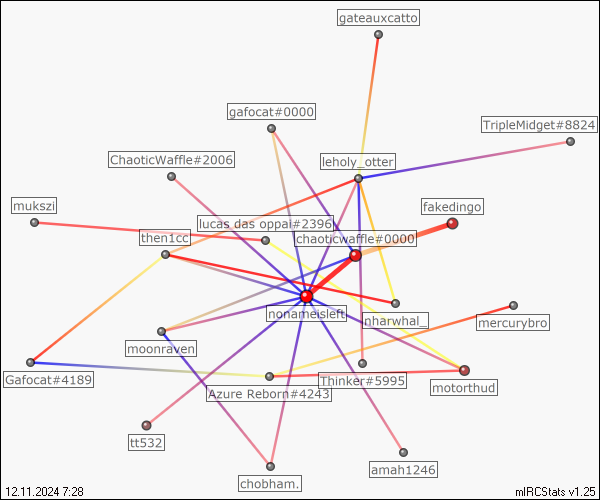 gateauxcatto
gafocat#0000
TripleMidget#8824
ChaoticWaffle#2006
leholy_otter
mukszi
fakedingo
lucas das oppai#2396
then1cc
chaoticwaffle#0000
nonameisleft
nharwhal_
mercurybro
moonraven
Gafocat#4189
Thinker#5995
motorthud
Azure Reborn#4243
tt532
amah1246
chobham.
12.11.2024 7:28
mIRCStats v1.25